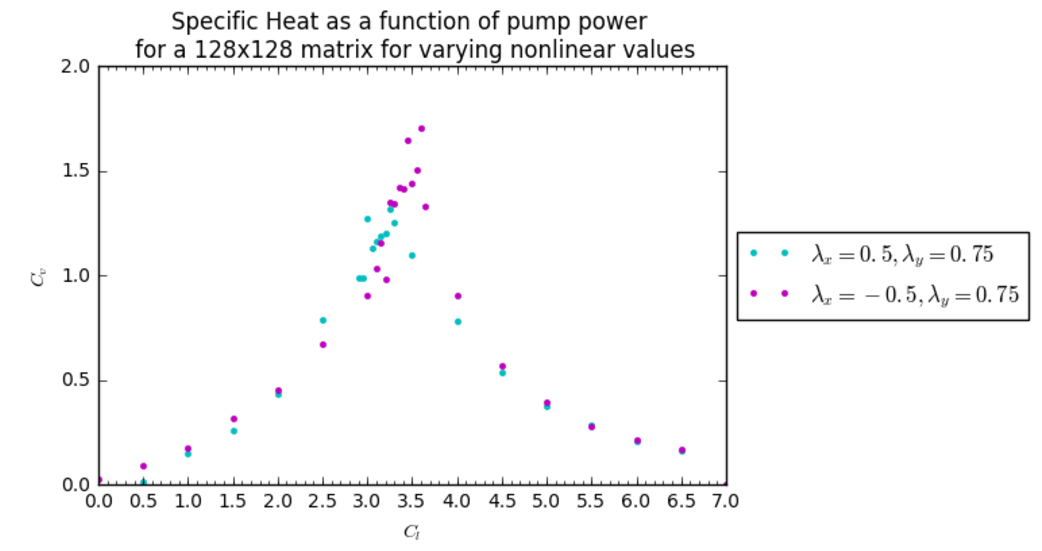 Specific Heat as a function of pump power
for a 128x128 matrix for varying nonlinear values
2.0
1.5
1.0
0.5
0.0
C_v
0.0 0.5 1.0 1.5 2.0 2.5 3.0 3.5 4.0 4.5 5.0 5.5 6.0 6.5 7.0
C_l
λ_x = 0.5, λ_y = 0.75
λ_x = −0.5, λ_y = 0.75